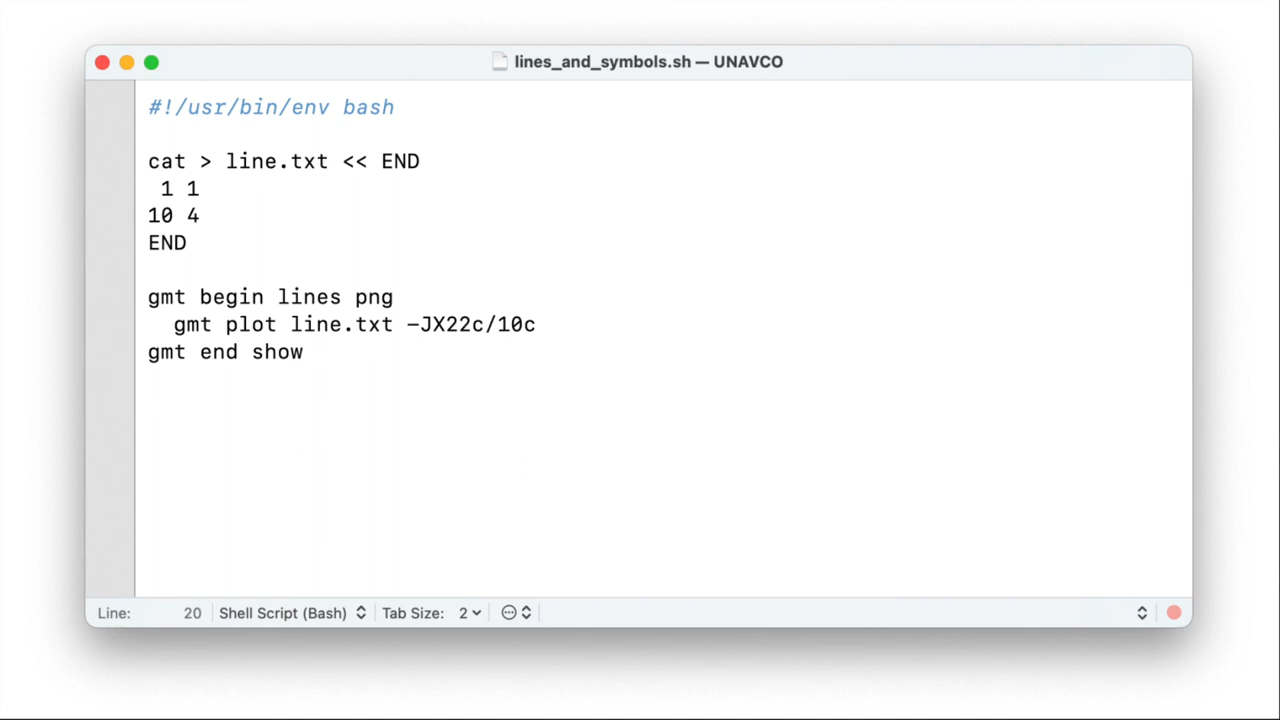 lines_and_symbols.sh — UNAVCO
#!/usr/bin/env bash
cat > line.txt << END
 1 1
10 4
END
gmt begin lines png
  gmt plot line.txt -JX22c/10c
gmt end show
Line: 20 Shell Script (Bash) Tab Size: 2